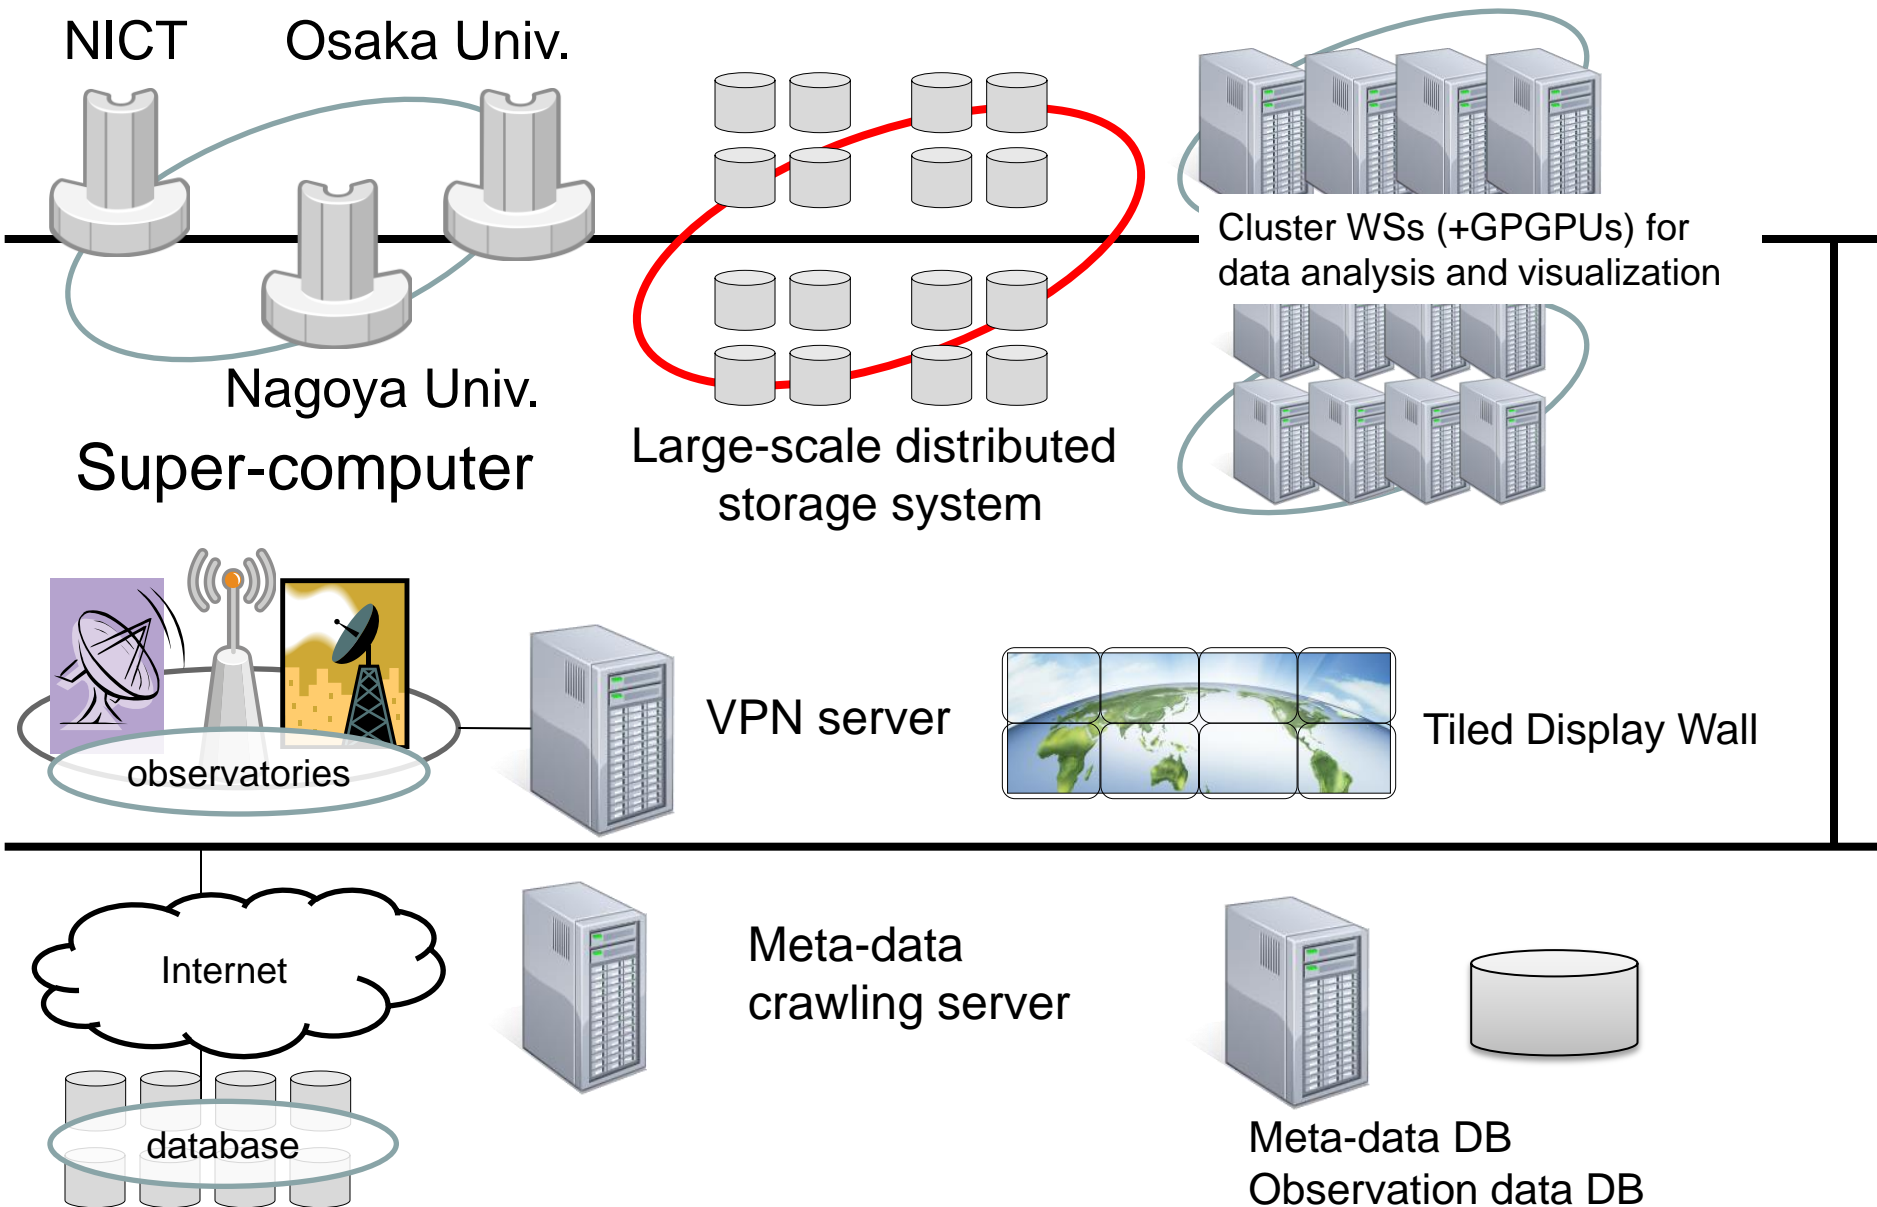 NICT
Osaka Univ.
Nagoya Univ.
Super-computer
Large-scale distributed
storage system
Cluster WSs (+GPGPUs) for
data analysis and visualization
observatories
VPN server
Tiled Display Wall
Internet
database
Meta-data
crawling server
Meta-data DB
Observation data DB